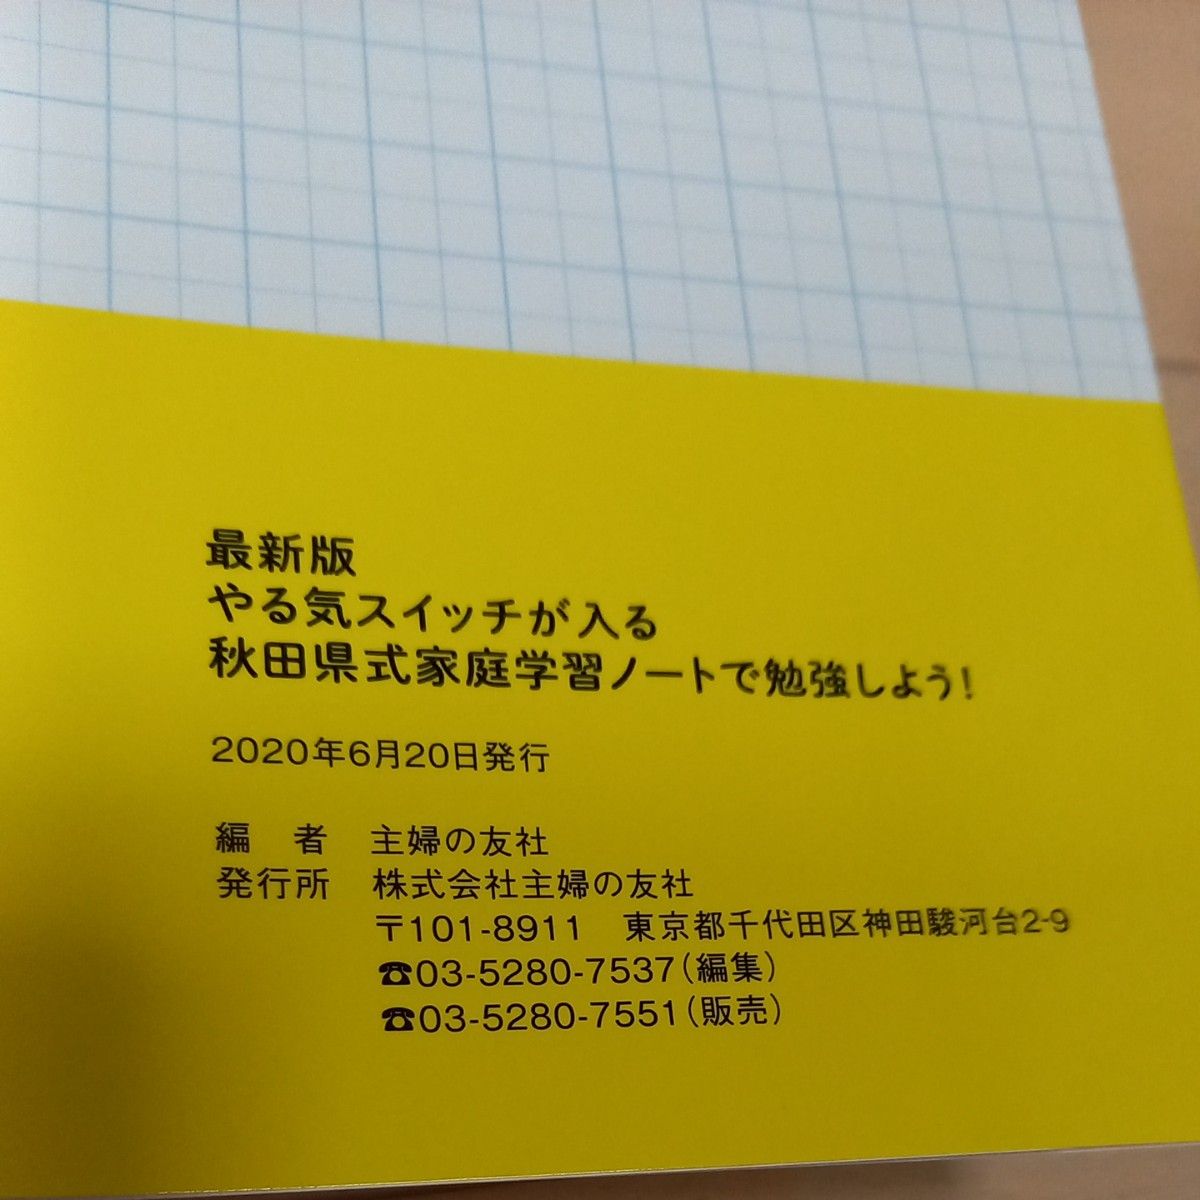 最新版
やる気スイッチが入る
秋田県式家庭学習ノートで勉強しよう!
2020年6月20日発行
編　者　主婦の友社
発行所　株式会社主婦の友社
〒101-8911　東京都千代田区神田駿河台2-9
☎03-5280-7537(編集)
☎03-5280-7551(販売)